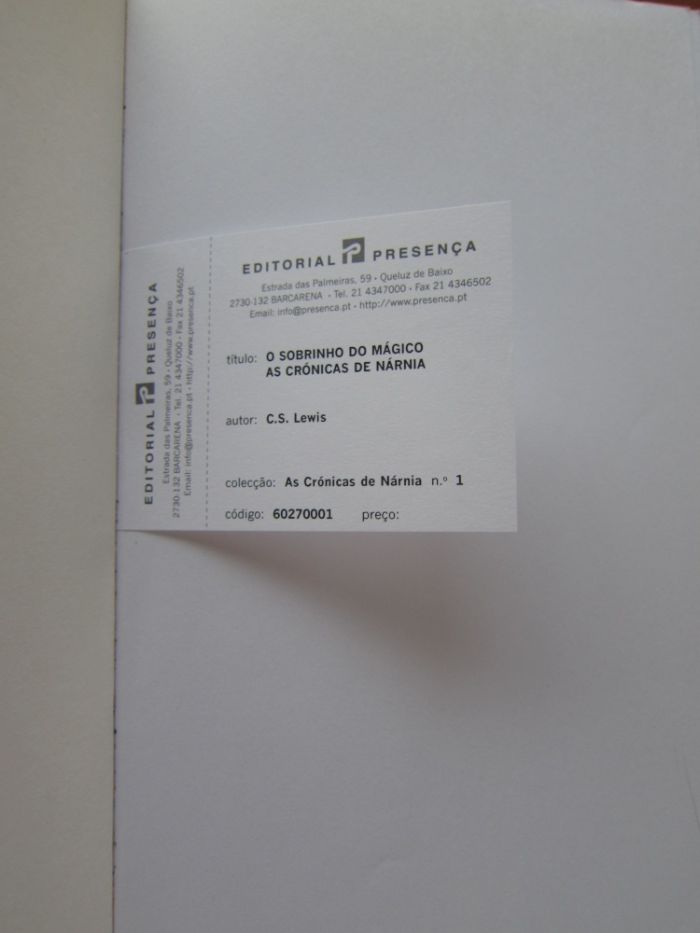 EDITORIAL PRESENÇA
Estrada das Palmeiras, 59 - Queluz de Baixo
2730-132 BARCARENA - Tel. 21 4347000 - Fax 21 4346502
Email: info@presenca.pt - http://www.presenca.pt
EDITORIAL PRESENÇA
Estrada das Palmeiras, 59 - Queluz de Baixo
2730-132 BARCARENA - Tel. 21 4347000 - Fax 21 4346502
Email: info@presenca.pt - http://www.presenca.pt
título: O SOBRINHO DO MÁGICO
AS CRÓNICAS DE NÁRNIA
autor: C.S. Lewis
colecção: As Crónicas de Nárnia n.º 1
código: 60270001 preço: